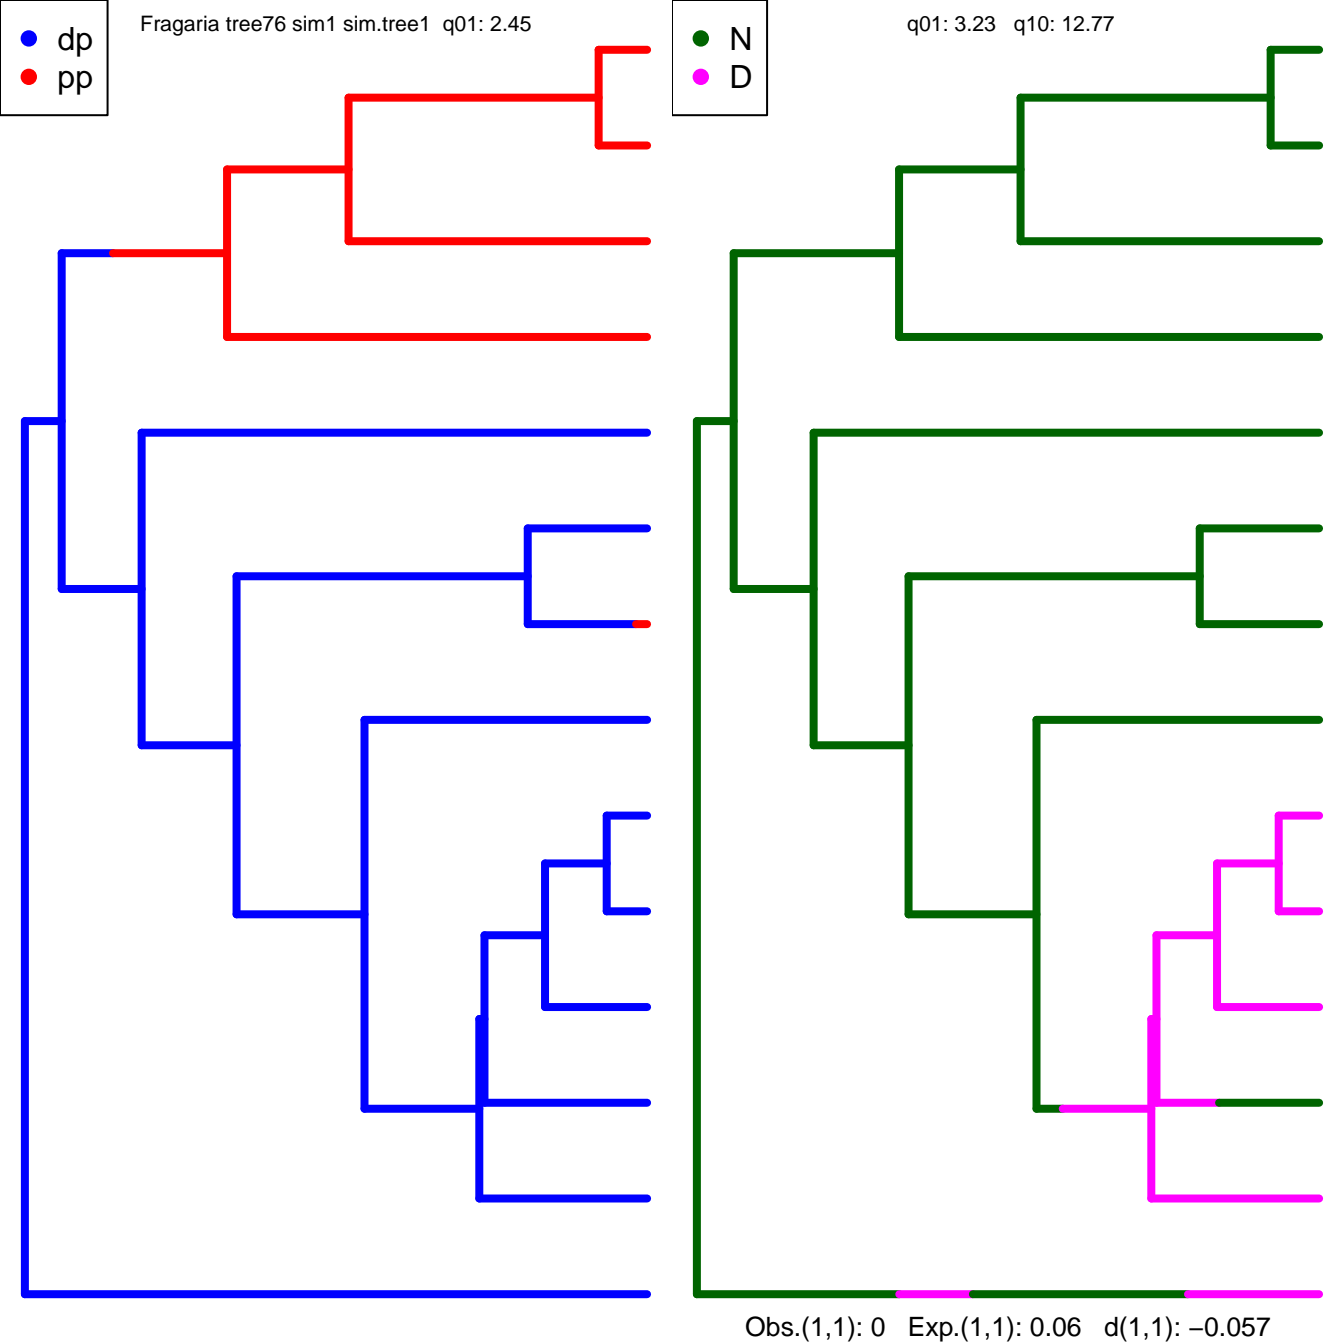 Fragaria tree76 sim1 sim.tree1  q01: 2.45
dp
pp
q01: 3.23   q10: 12.77
N
D
Obs.(1,1): 0   Exp.(1,1): 0.06   d(1,1): −0.057